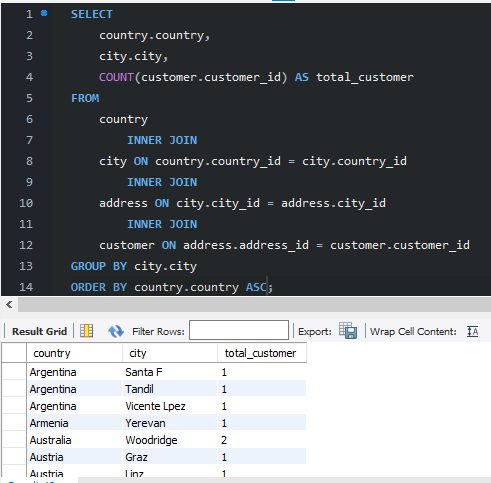 1 SELECT
2 country.country,
3 city.city,
4 COUNT(customer.customer_id) AS total_customer
5 FROM
6 country
7 INNER JOIN
8 city ON country.country_id = city.country_id
9 INNER JOIN
10 address ON city.city_id = address.city_id
11 INNER JOIN
12 customer ON address.address_id = customer.customer_id
13 GROUP BY city.city
14 ORDER BY country.country ASC;
Result Grid Filter Rows: Export: Wrap Cell Content: IA
country city total_customer
Argentina Santa F 1
Argentina Tandil 1
Argentina Vicente Lpez 1
Armenia Yerevan 1
Australia Woodridge 2
Austria Graz 1
Austria Linz 1